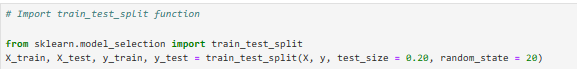 # Import train_test_split function
from sklearn.model_selection import train_test_split
X_train, X_test, y_train, y_test = train_test_split(X, y, test_size = 0.20, random_state = 20)